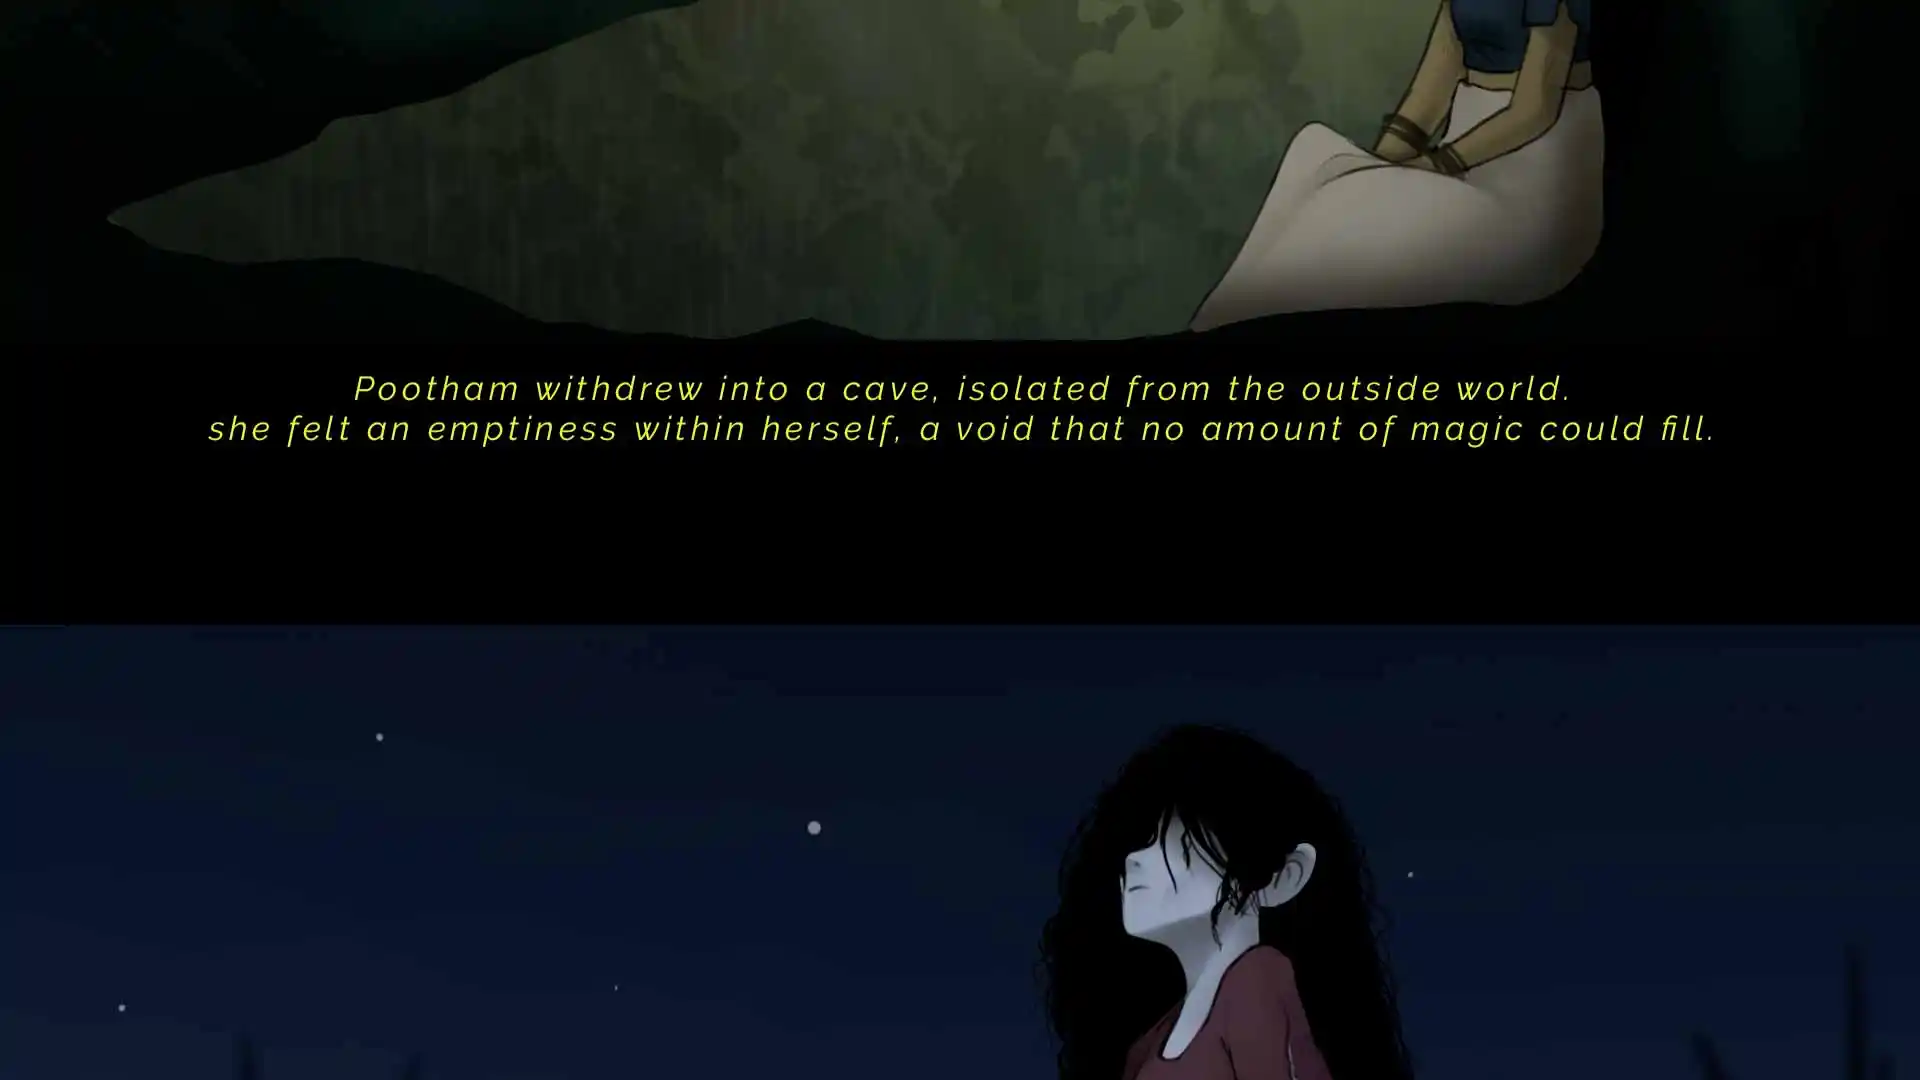 Pootham withdrew into a cave, isolated from the outside world.
she felt an emptiness within herself, a void that no amount of magic could fill.